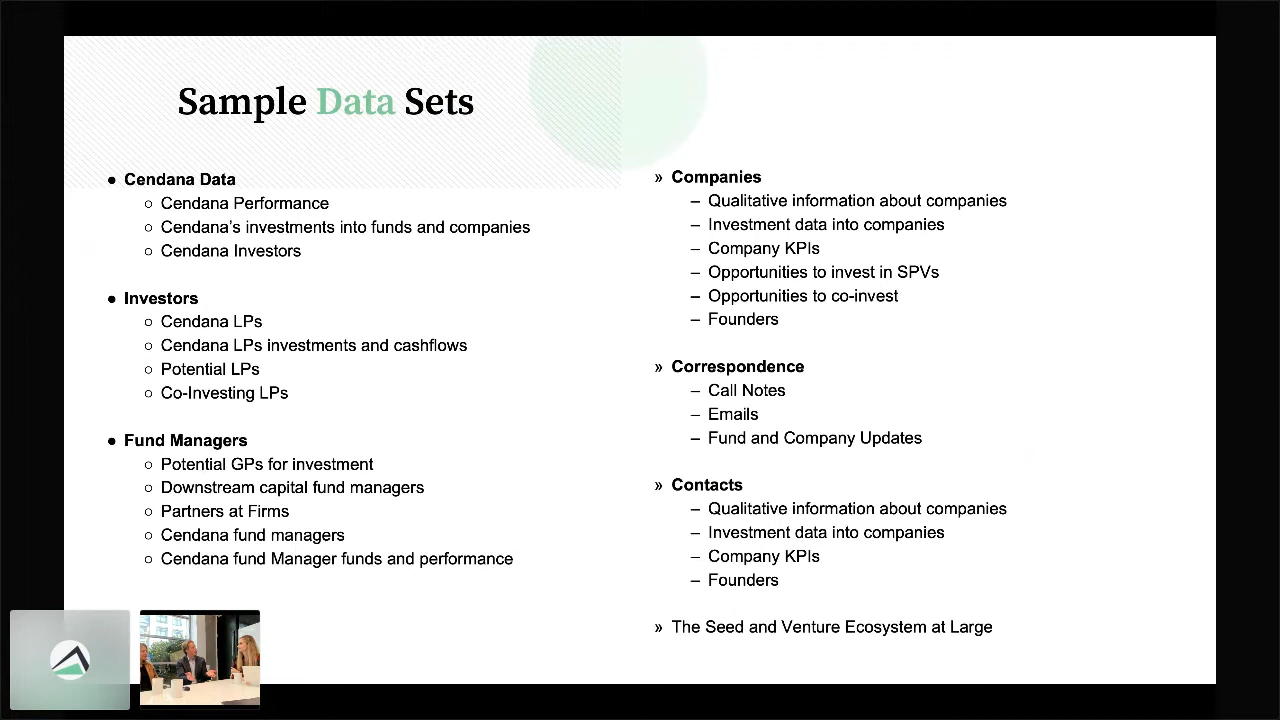 Sample Data Sets
● Cendana Data
○ Cendana Performance
○ Cendana's investments into funds and companies
○ Cendana Investors
● Investors
○ Cendana LPs
○ Cendana LPs investments and cashflows
○ Potential LPs
○ Co-Investing LPs
● Fund Managers
○ Potential GPs for investment
○ Downstream capital fund managers
○ Partners at Firms
○ Cendana fund managers
○ Cendana fund Manager funds and performance
» Companies
– Qualitative information about companies
– Investment data into companies
– Company KPIs
– Opportunities to invest in SPVs
– Opportunities to co-invest
– Founders
» Correspondence
– Call Notes
– Emails
– Fund and Company Updates
» Contacts
– Qualitative information about companies
– Investment data into companies
– Company KPIs
– Founders
» The Seed and Venture Ecosystem at Large